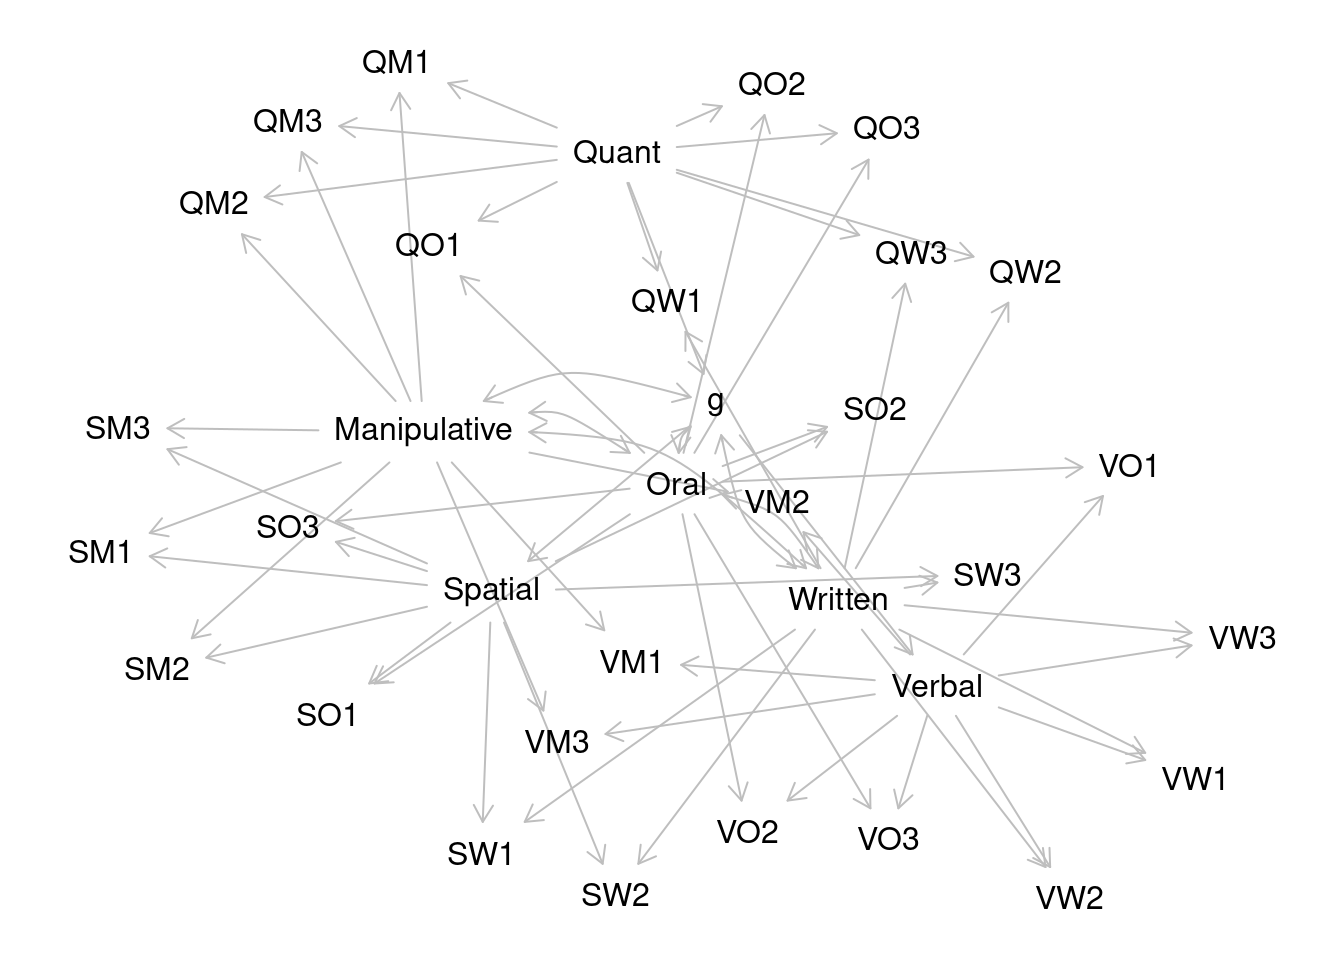 QM1
QO2
QM3
QO3
Quant
QM2
QO1
QW3
QW2
QW1
g
SO2
SM3
Manipulative
VO1
Oral
VM2
SO3
SM1
SW3
Spatial
Written
VW3
VM1
SM2
Verbal
SO1
VM3
VW1
VO2
VO3
SW1
SW2
VW2